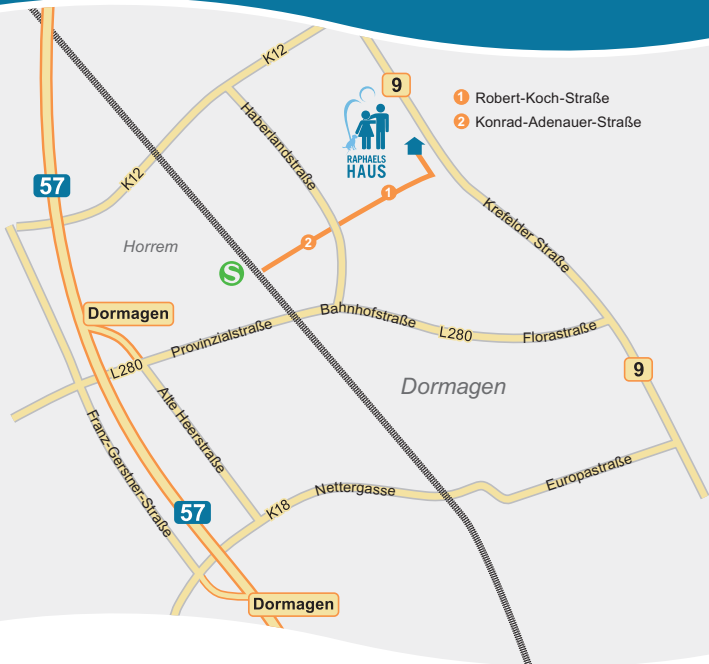 57
K12
9
1 Robert-Koch-Straße
2 Konrad-Adenauer-Straße
Haberlandstraße
RAPHAELS
HAUS
K12
1
57
Krefelder Straße
2
Horrem
S
Dormagen
Bahnhofstraße
L280
Florastraße
Provinzialstraße
L280
9
Dormagen
Alte Heerstraße
Franz-Gerstner-Straße
Europastraße
Nettergasse
K18
57
Dormagen